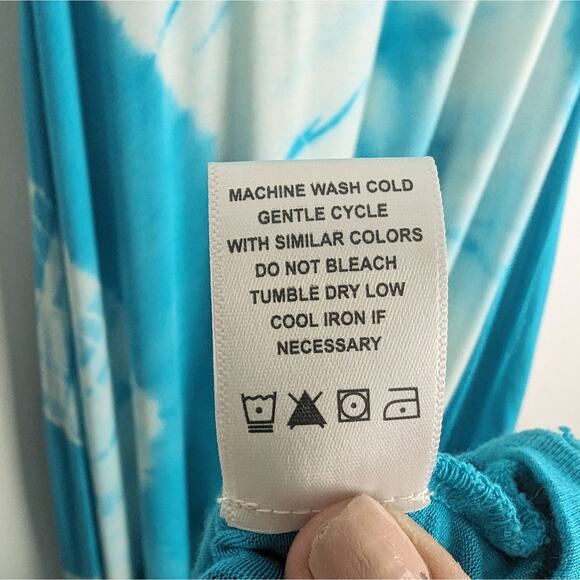 MACHINE WASH COLD
GENTLE CYCLE
WITH SIMILAR COLORS
DO NOT BLEACH
TUMBLE DRY LOW
COOL IRON IF
NECESSARY